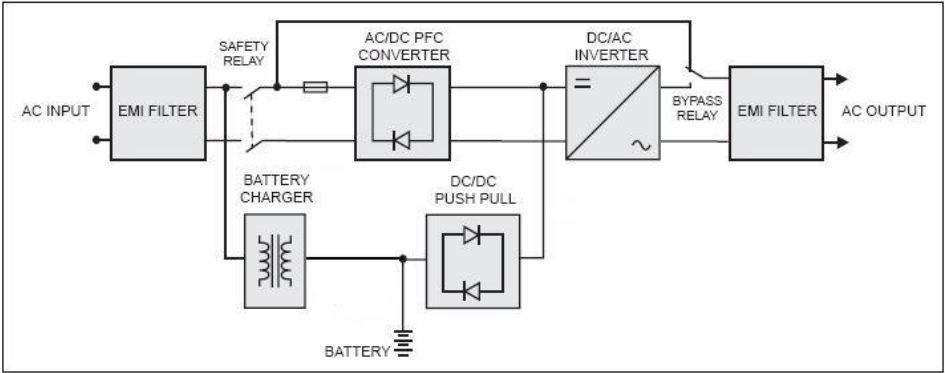 SAFETY
RELAY
AC/DC PFC
CONVERTER
DC/AC
INVERTER
AC INPUT
EMI FILTER
BYPASS
RELAY
EMI FILTER
AC OUTPUT
BATTERY
CHARGER
DC/DC
PUSH PULL
BATTERY